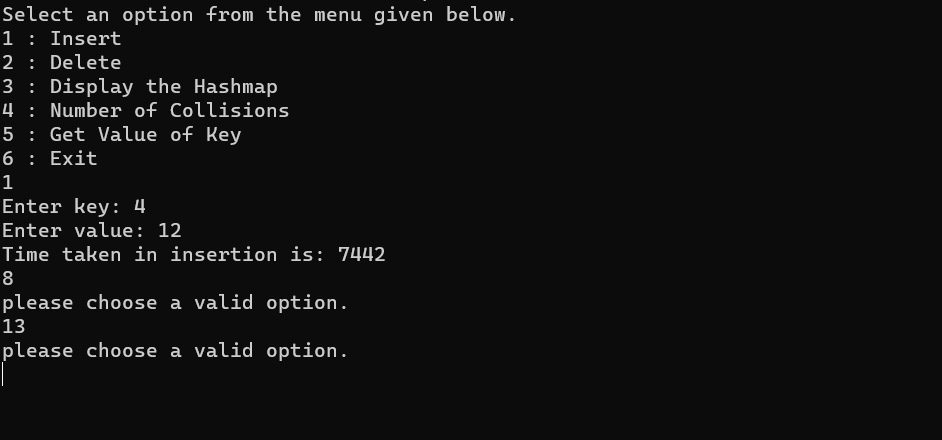 Select an option from the menu given below.
1 : Insert
2 : Delete
3 : Display the Hashmap
4 : Number of Collisions
5 : Get Value of Key
6 : Exit
1
Enter key: 4
Enter value: 12
Time taken in insertion is: 7442
8
please choose a valid option.
13
please choose a valid option.